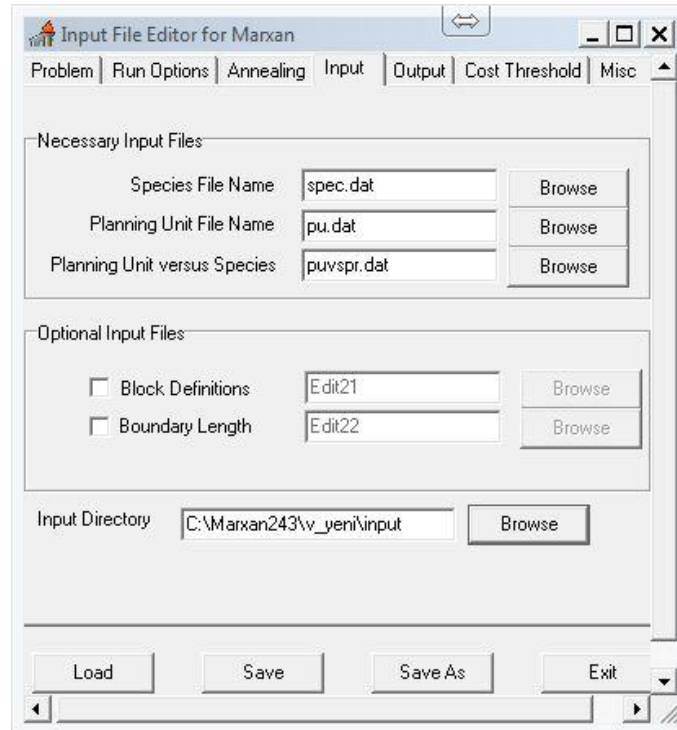 Input File Editor for Marxan
Problem Run Options Annealing Input Output Cost Threshold Misc
Necessary Input Files
Species File Name spec.dat Browse
Planning Unit File Name pu.dat Browse
Planning Unit versus Species puvspr.dat Browse
Optional Input Files
Block Definitions Edit21 Browse
Boundary Length Edit22 Browse
Input Directory C:\Marxan243\v_yeni\input Browse
Load Save Save As Exit